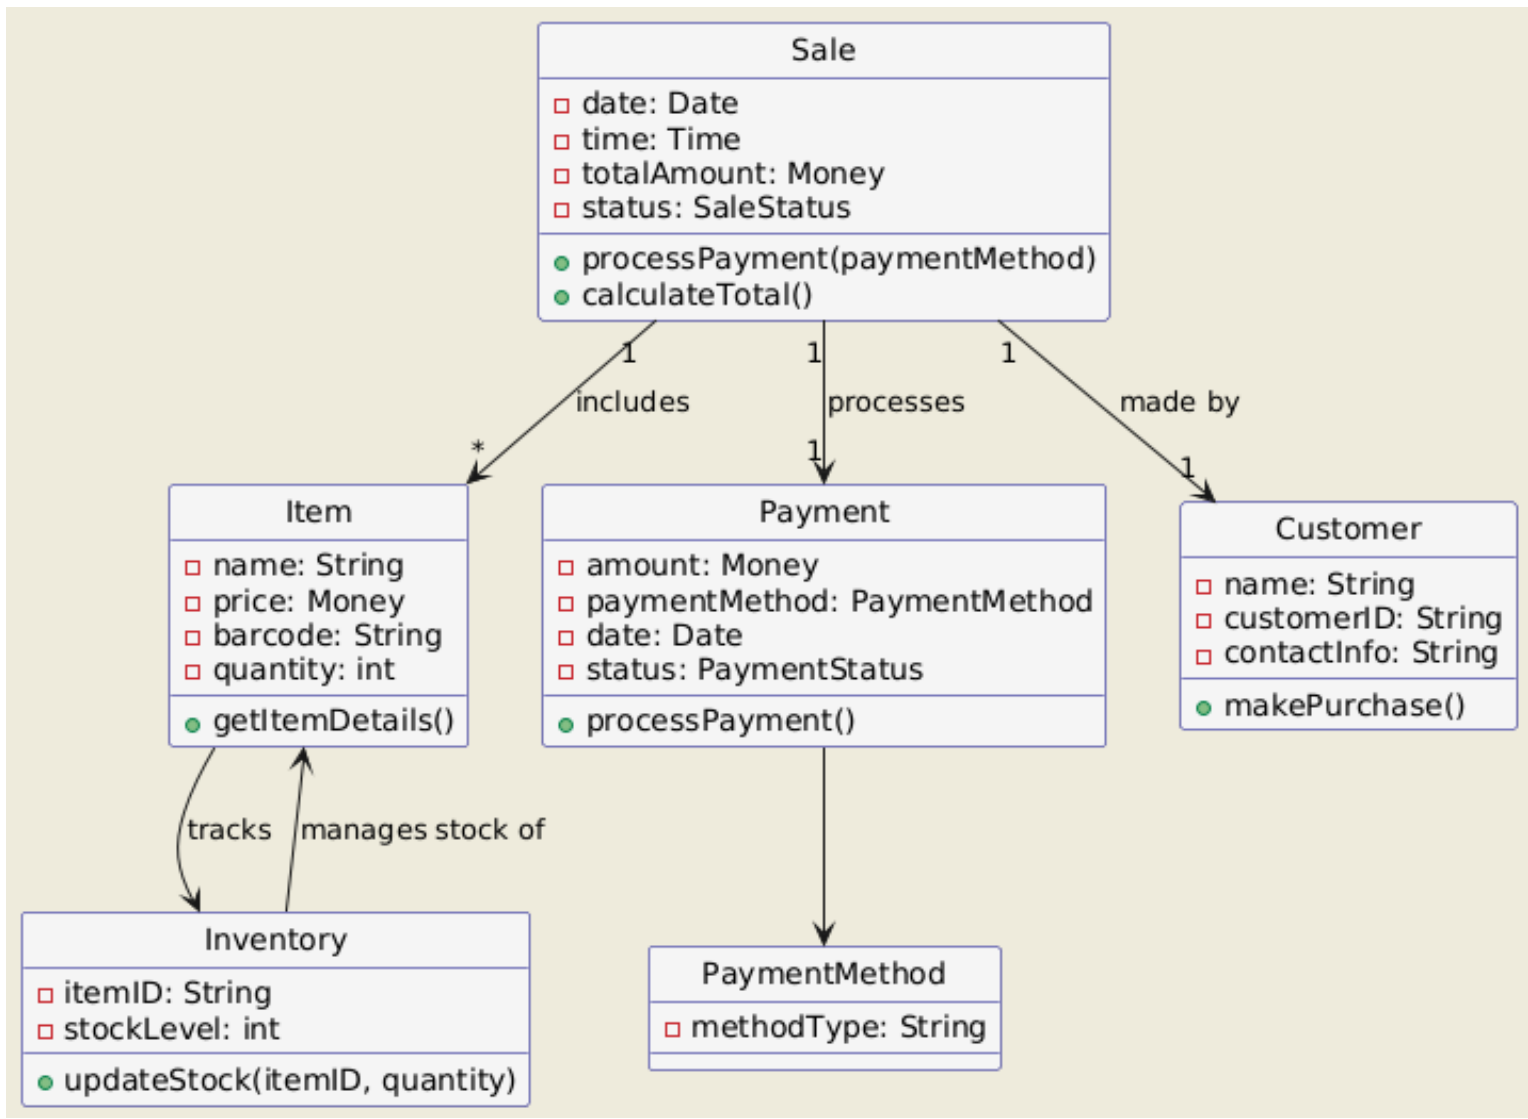 Sale
date: Date
time: Time
totalAmount: Money
status: SaleStatus
processPayment(paymentMethod)
calculateTotal()
1
1
1
includes
processes
made by
*
1
1
Item
name: String
price: Money
barcode: String
quantity: int
getItemDetails()
Payment
amount: Money
paymentMethod: PaymentMethod
date: Date
status: PaymentStatus
processPayment()
Customer
name: String
customerID: String
contactInfo: String
makePurchase()
tracks
manages stock of
Inventory
itemID: String
stockLevel: int
updateStock(itemID, quantity)
PaymentMethod
methodType: String